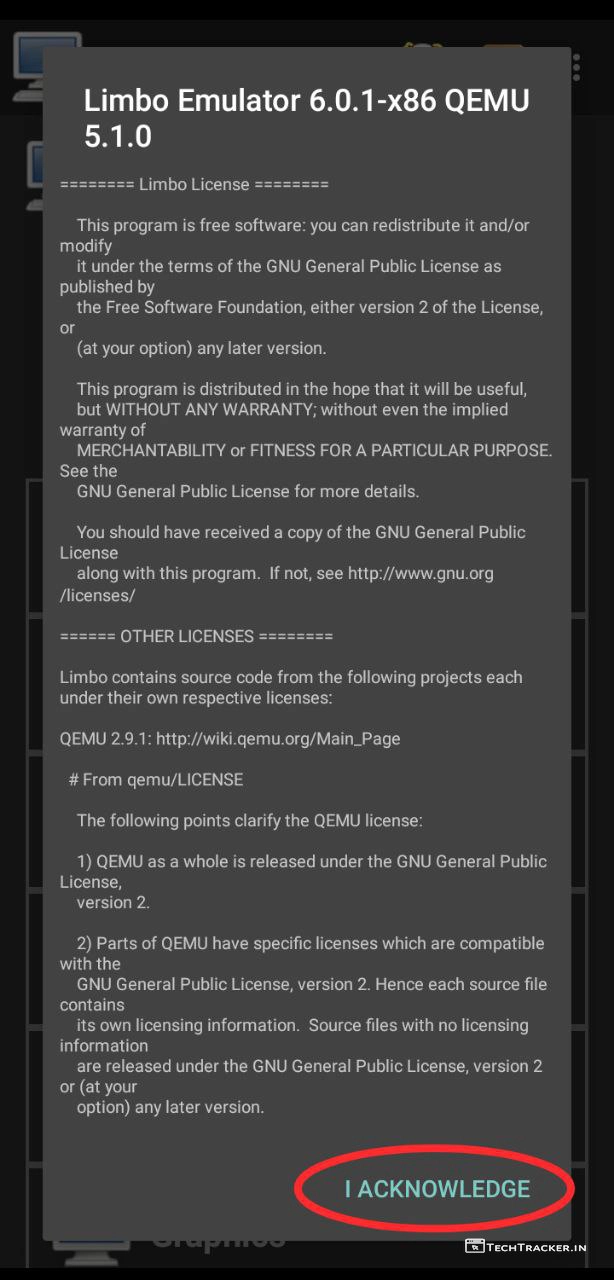 Limbo Emulator 6.0.1-x86 QEMU
5.1.0
======== Limbo License ========
This program is free software: you can redistribute it and/or
modify
it under the terms of the GNU General Public License as
published by
the Free Software Foundation, either version 2 of the License,
or
(at your option) any later version.
This program is distributed in the hope that it will be useful,
but WITHOUT ANY WARRANTY; without even the implied
warranty of
MERCHANTABILITY or FITNESS FOR A PARTICULAR PURPOSE.
See the
GNU General Public License for more details.
You should have received a copy of the GNU General Public
License
along with this program.  If not, see http://www.gnu.org
/licenses/
====== OTHER LICENSES ========
Limbo contains source code from the following projects each
under their own respective licenses:
QEMU 2.9.1: http://wiki.qemu.org/Main_Page
# From qemu/LICENSE
The following points clarify the QEMU license:
1) QEMU as a whole is released under the GNU General Public
License,
version 2.
2) Parts of QEMU have specific licenses which are compatible
with the
GNU General Public License, version 2. Hence each source file
contains
its own licensing information.  Source files with no licensing
information
are released under the GNU General Public License, version 2
or (at your
option) any later version.
I ACKNOWLEDGE
Graphics
TECHTRACKER.IN